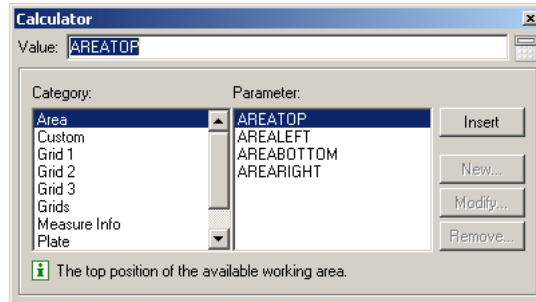 Calculator
Value: AREATOP
Category:
Parameter:
Area
Custom
Grid 1
Grid 2
Grid 3
Grids
Measure Info
Plate
AREATOP
AREALEFT
AREABOTTOM
AREARIGHT
Insert
New...
Modify...
Remove...
The top position of the available working area.